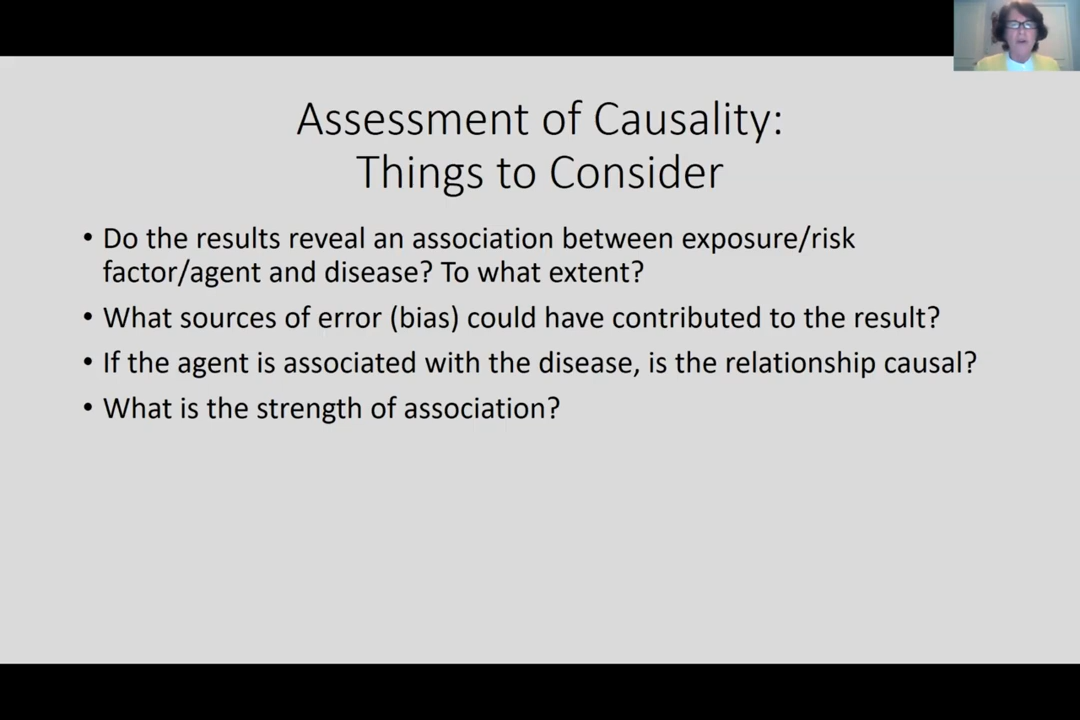 Assessment of Causality:
Things to Consider
• Do the results reveal an association between exposure/risk
factor/agent and disease? To what extent?
• What sources of error (bias) could have contributed to the result?
• If the agent is associated with the disease, is the relationship causal?
• What is the strength of association?